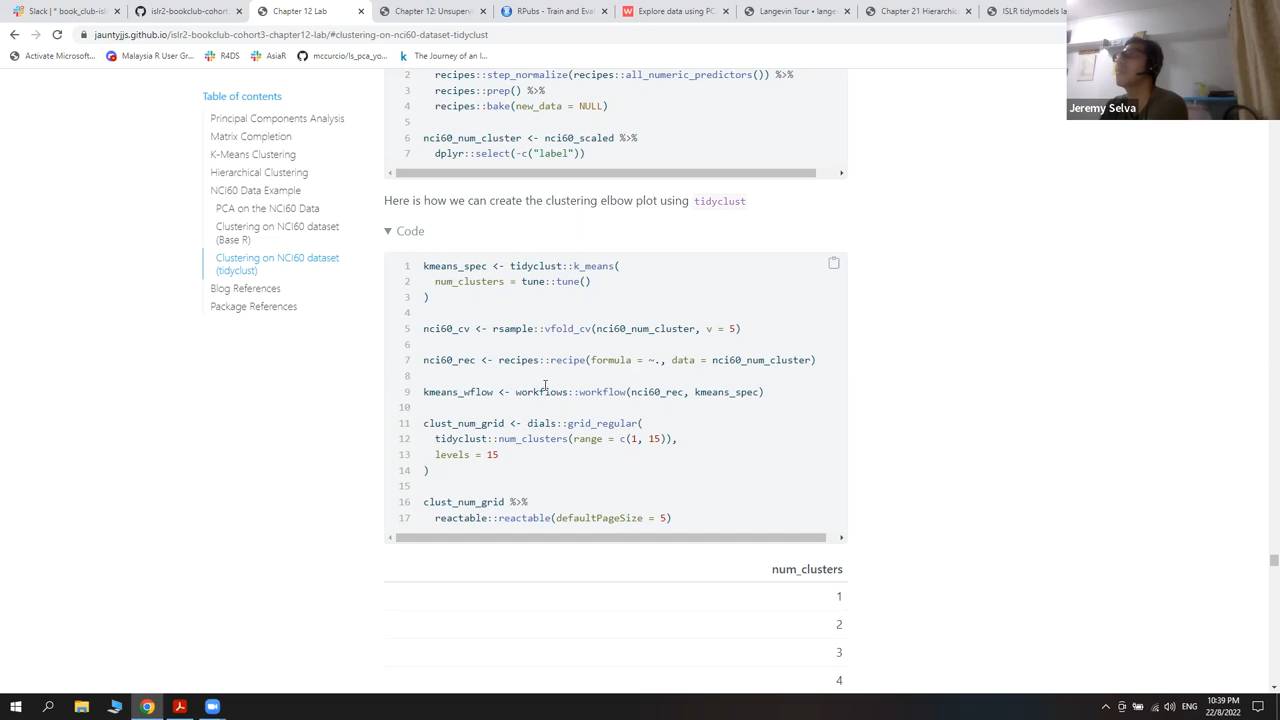 Slack | book_club-isl
islr2-bookclub-cohort
Chapter 12 Lab
Chapter 12: Unsuperv
RPubs - Train and Eval
Explore data using PC
Langevin Tour • lange
Chapter 21 Hierarchica
ISLR tidymodels la
jauntyjjs.github.io/islr2-bookclub-cohort3-chapter12-lab/#clustering-on-nci60-dataset-tidyclust
Activate Microsoft...
Malaysia R User Gr...
R4DS
AsiaR
mccurcio/Is_pca_yo...
The Journey of an I...
Jeremy Selva
Table of contents
Principal Components Analysis
Matrix Completion
K-Means Clustering
Hierarchical Clustering
NCI60 Data Example
PCA on the NCI60 Data
Clustering on NCI60 dataset
(Base R)
Clustering on NCI60 dataset
(tidyclust)
Blog References
Package References
2 recipes::step_normalize(recipes::all_numeric_predictors()) %>%
3 recipes::prep() %>%
4 recipes::bake(new_data = NULL)
5
6 nci60_num_cluster <- nci60_scaled %>%
7 dplyr::select(-c("label"))
Here is how we can create the clustering elbow plot using tidyclust
Code
1 kmeans_spec <- tidyclust::k_means(
2 num_clusters = tune::tune()
3 )
4
5 nci60_cv <- rsample::vfold_cv(nci60_num_cluster, v = 5)
6
7 nci60_rec <- recipes::recipe(formula = ~., data = nci60_num_cluster)
8
9 kmeans_wflow <- workflows::workflow(nci60_rec, kmeans_spec)
10
11 clust_num_grid <- dials::grid_regular(
12 tidyclust::num_clusters(range = c(1, 15)),
13 levels = 15
14 )
15
16 clust_num_grid %>%
17 reactable::reactable(defaultPageSize = 5)
num_clusters
1
2
3
4
ENG
10:39 PM
22/8/2022